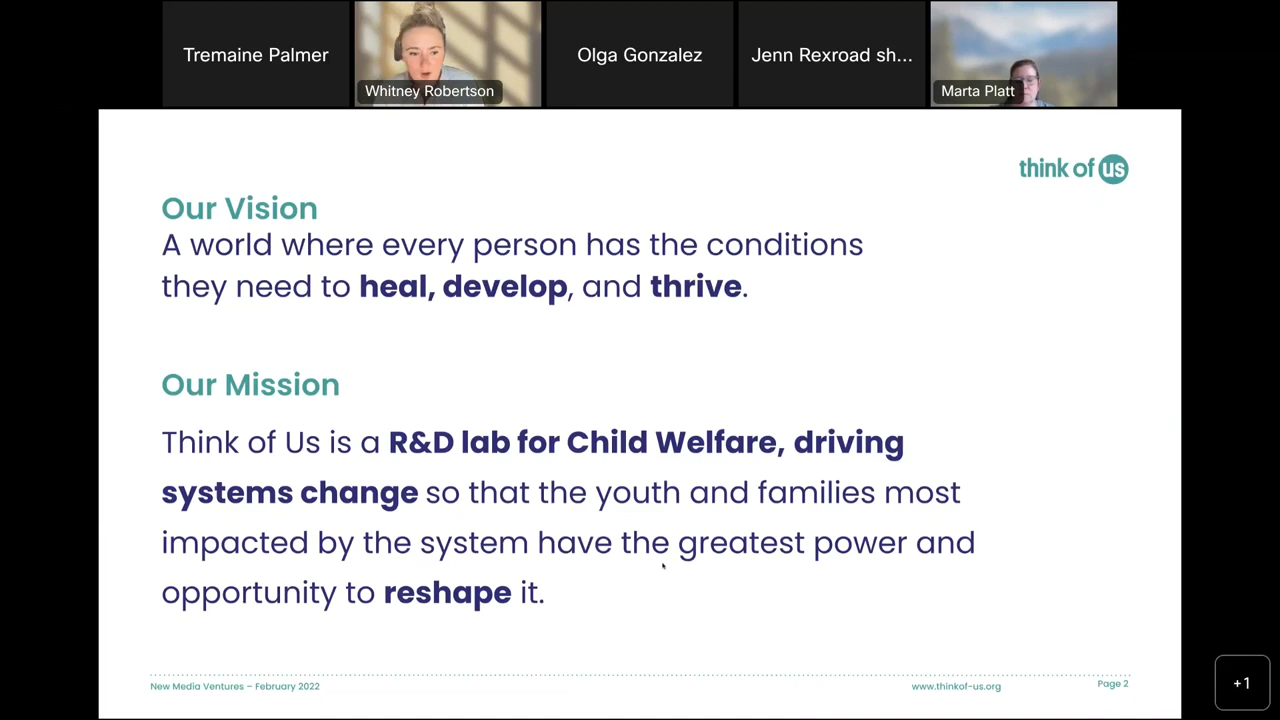 Tremaine Palmer
Whitney Robertson
Olga Gonzalez
Jenn Rexroad sh...
Marta Platt
think of us
Our Vision
A world where every person has the conditions
they need to heal, develop, and thrive.
Our Mission
Think of Us is a R&D lab for Child Welfare, driving
systems change so that the youth and families most
impacted by the system have the greatest power and
opportunity to reshape it.
New Media Ventures – February 2022
www.thinkof-us.org
Page 2
+1